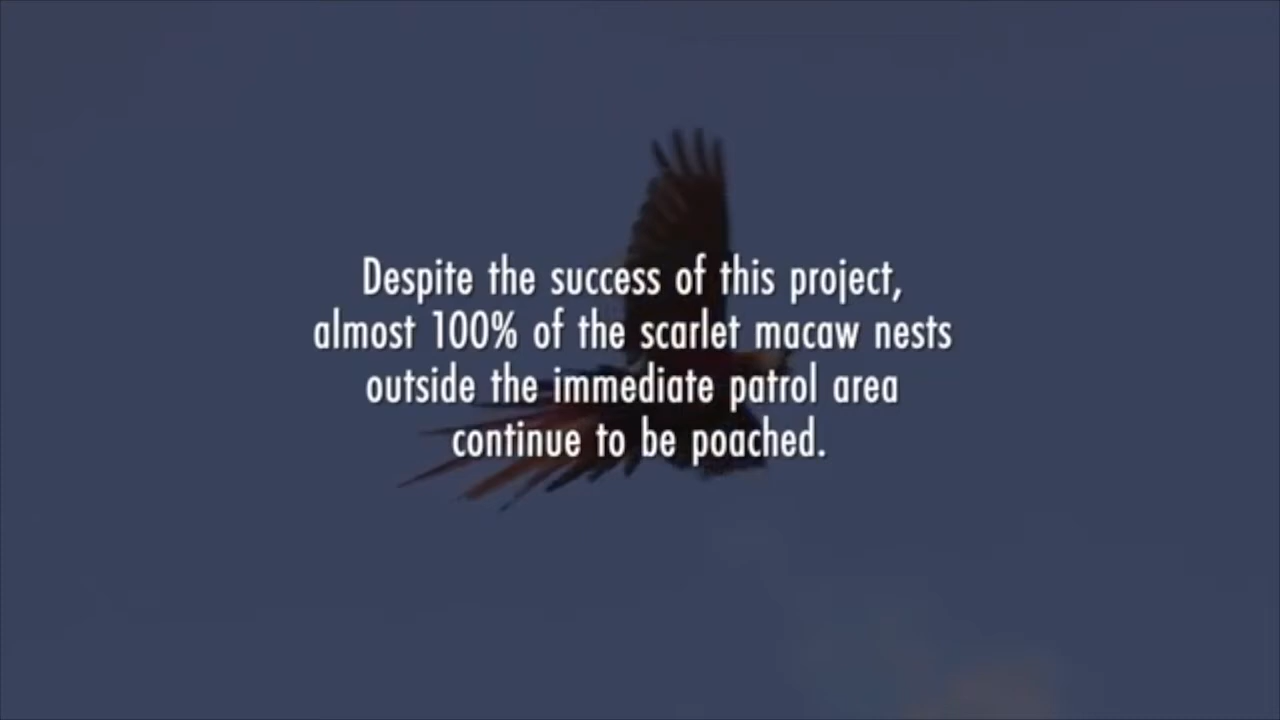 Despite the success of this project,
almost 100% of the scarlet macaw nests
outside the immediate patrol area
continue to be poached.